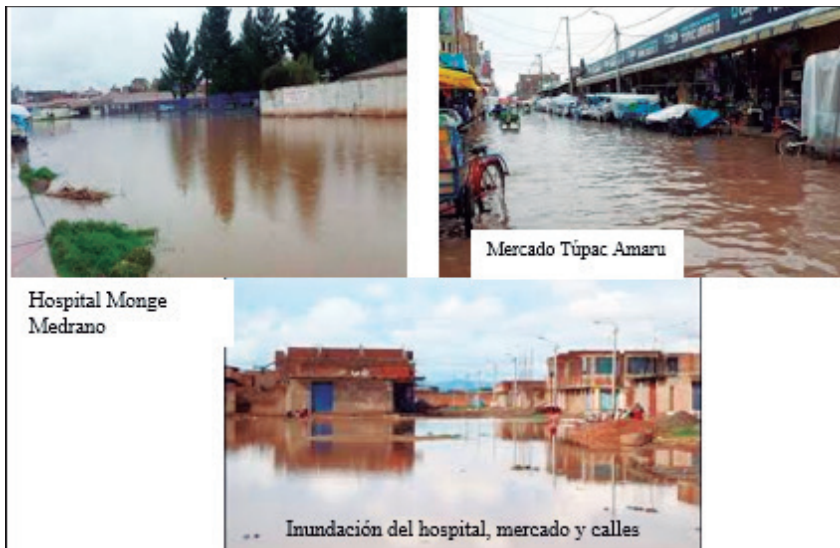 Mercado Túpac Amaru
Hospital Monge
Medrano
Inundación del hospital, mercado y calles